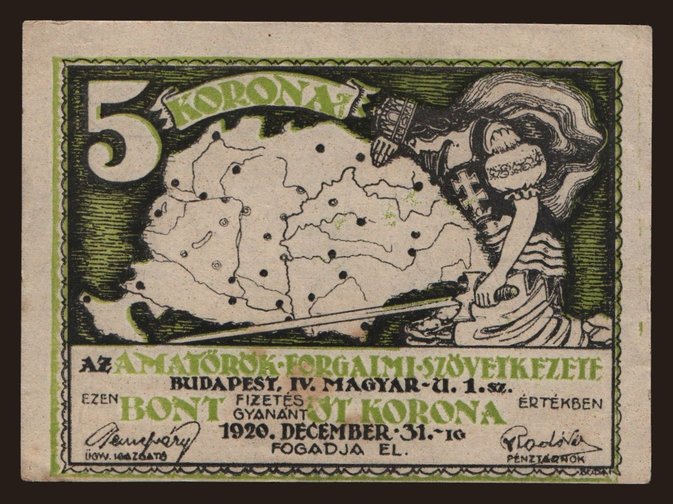 5 KORONA
AZ AMATŐRÖK-FORGALMI-SZÖVETKEZETE
BUDAPEST, IV. MAGYAR-U. 1. SZ.
EZEN BONT FIZETÉS GYANÁNT ÖT KORONA ÉRTÉKBEN
1920. DECEMBER-31.-IG
FOGADJA EL.
ÜGYV. IGAZGATÓ
PÉNZTÁRNOK